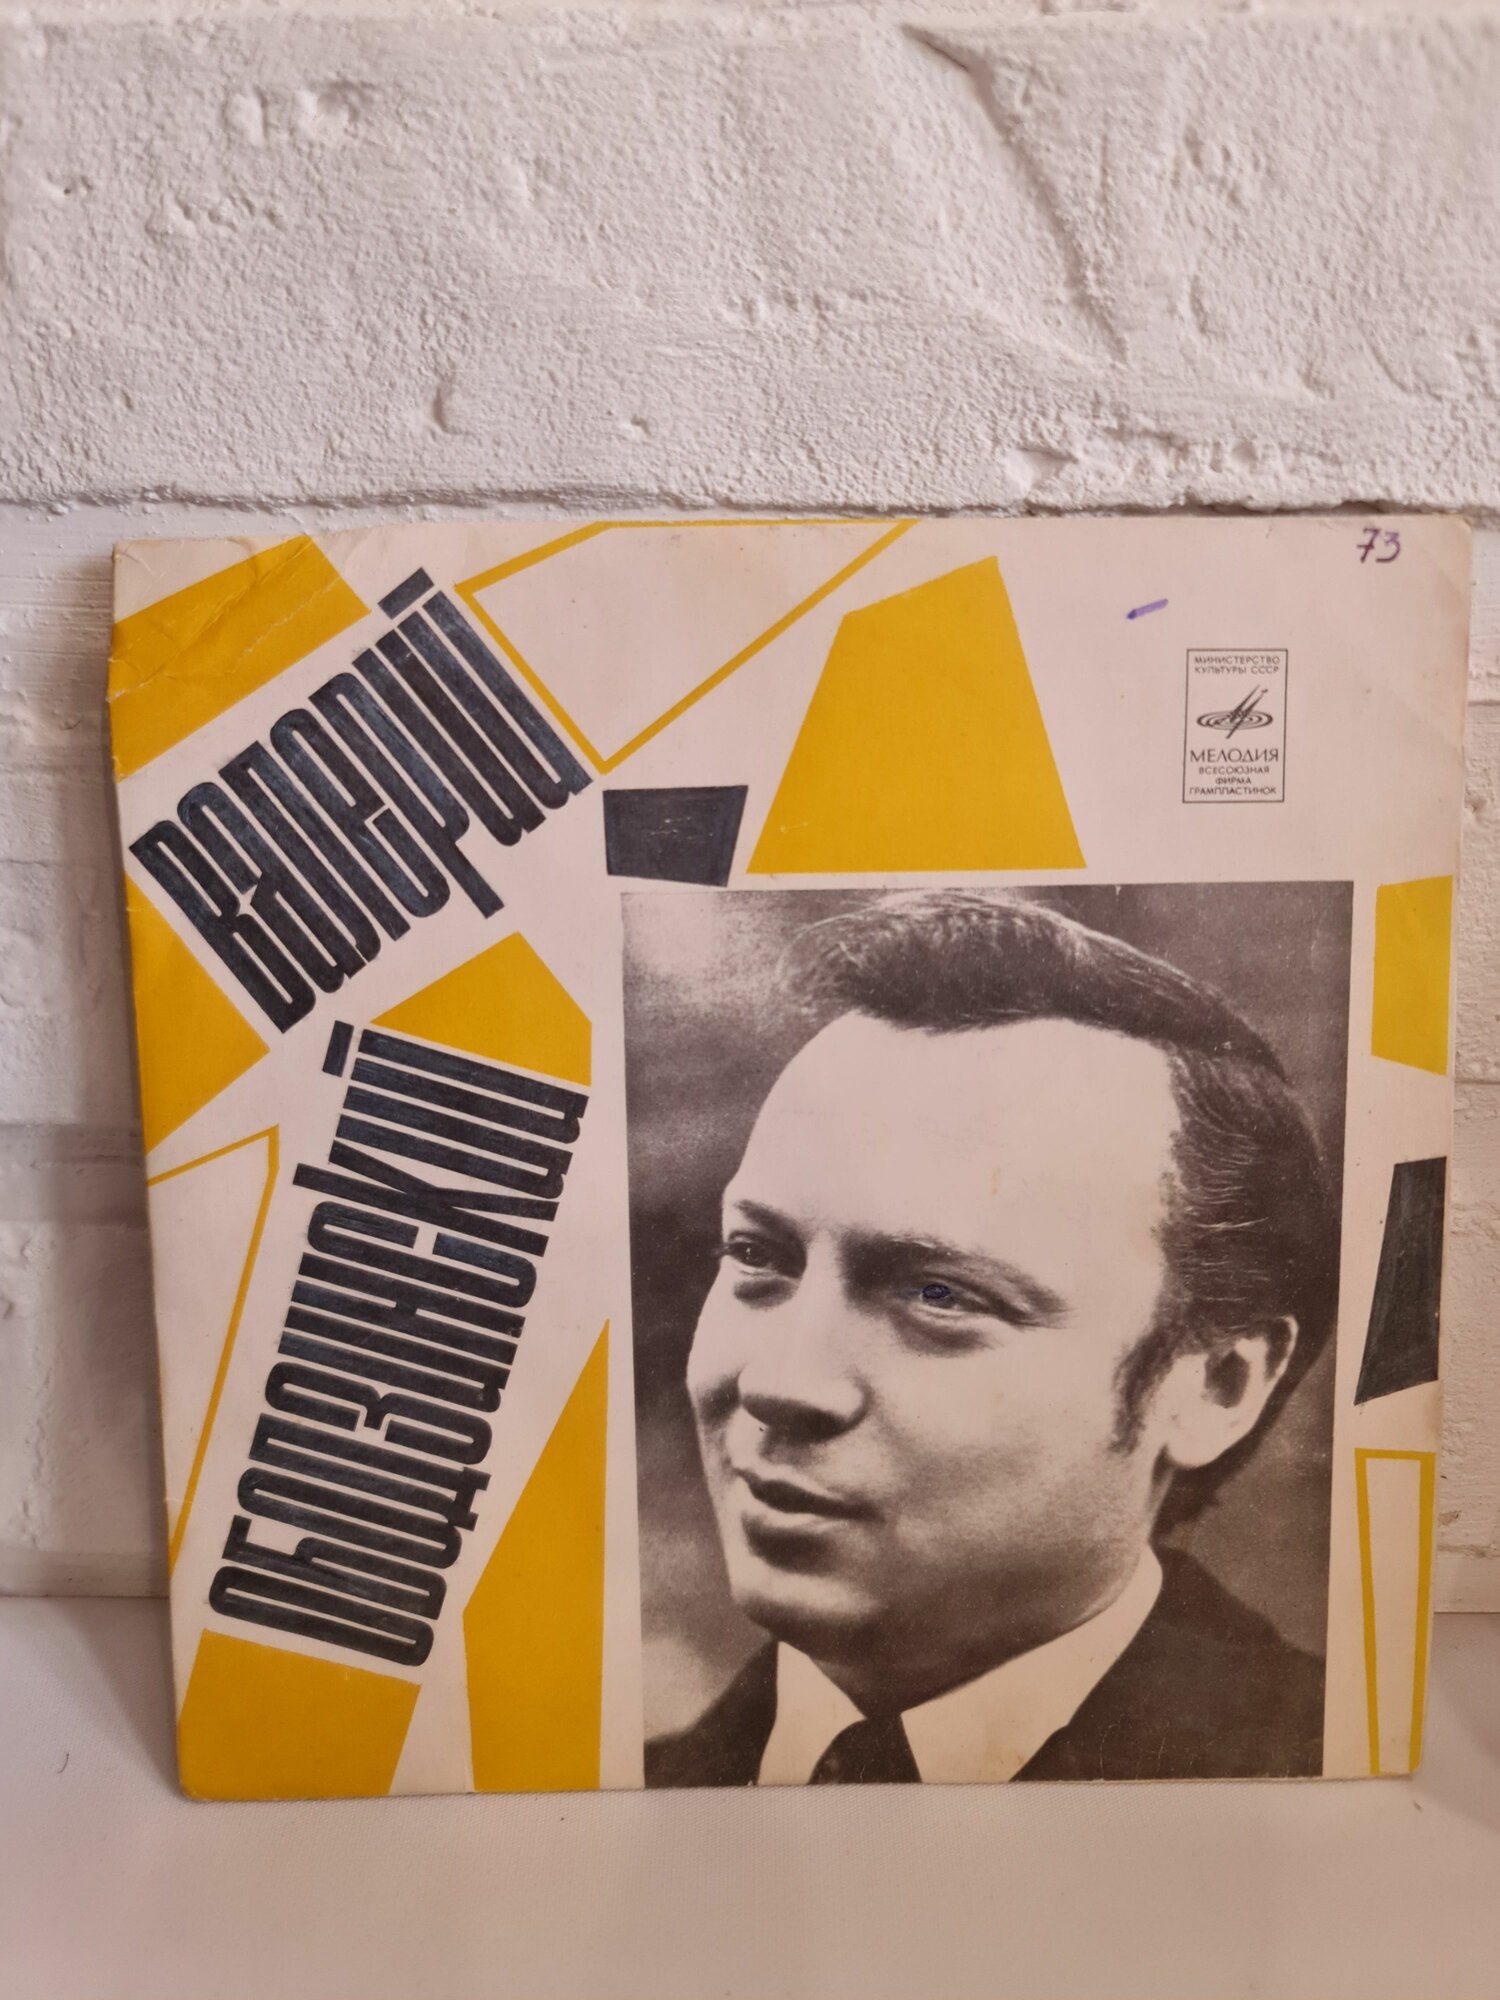 73
Валерий
Ободзинский
МИНИСТЕРСТВО
КУЛЬТУРЫ СССР
МЕЛОДИЯ
ВСЕСОЮЗНАЯ
ФИРМА
ГРАМПЛАСТИНОК